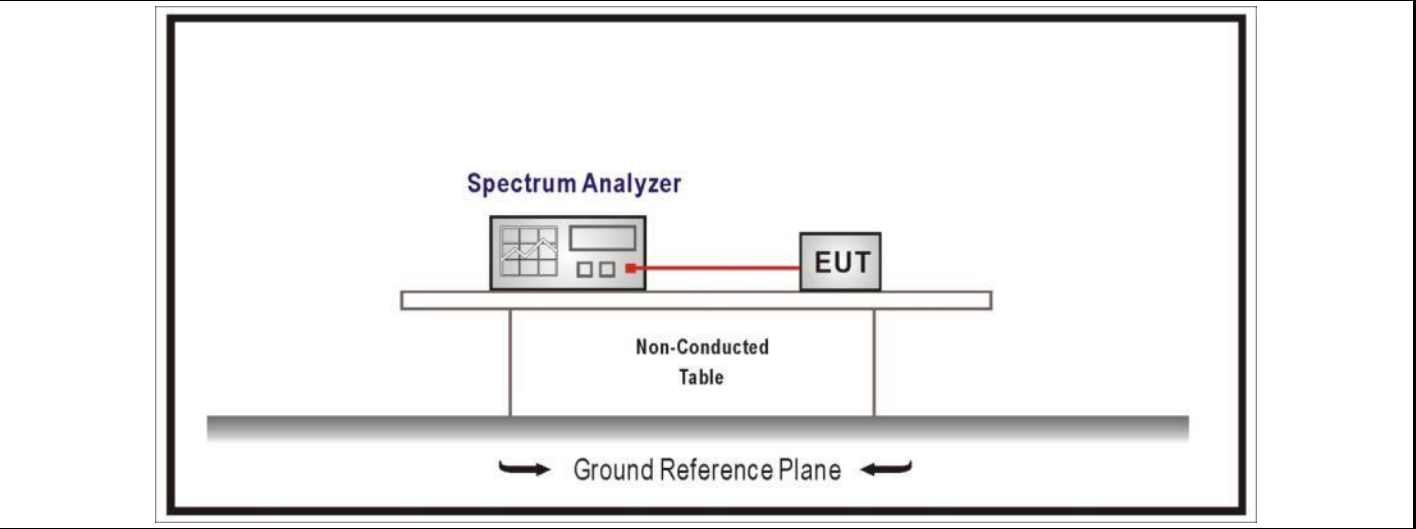 Spectrum Analyzer
EUT
Non-Conducted
Table
Ground Reference Plane